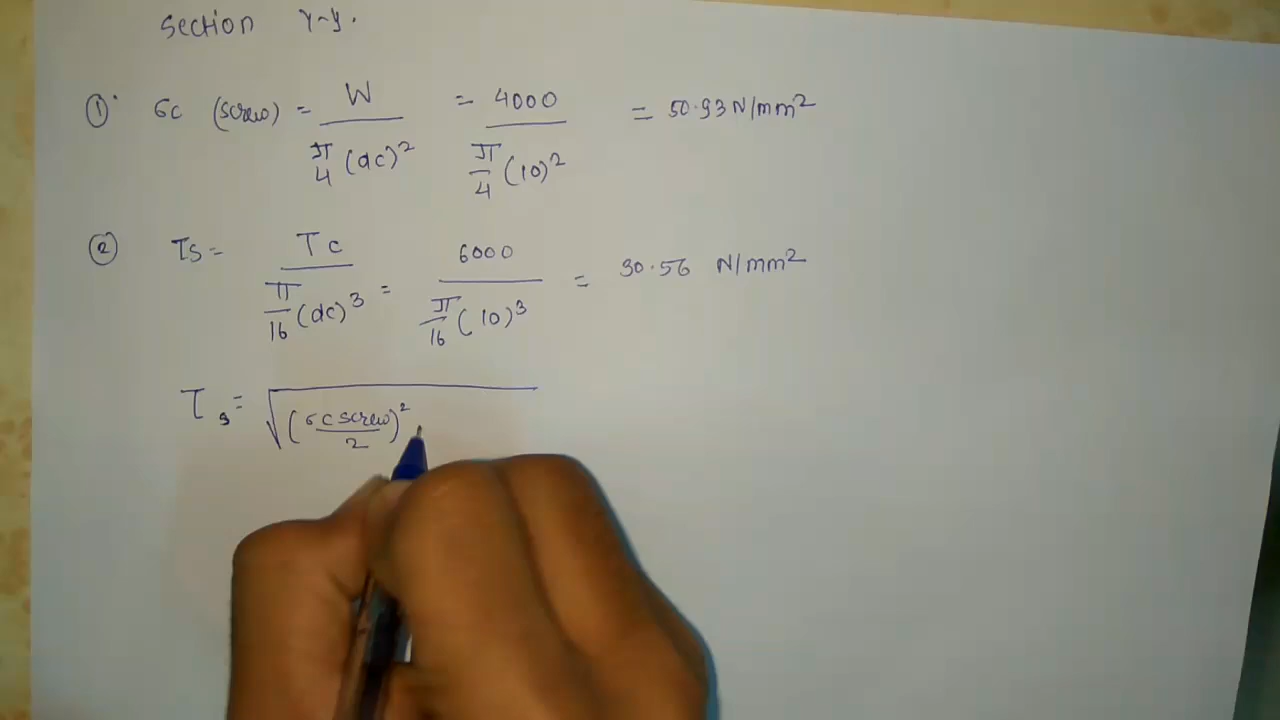 Section Y-Y.
① σc (screw) = W / π/4 (dc)² = 4000 / π/4 (10)² = 50.93 N/mm²
② τs = Tc / π/16 (dc)³ = 6000 / π/16 (10)³ = 30.56 N/mm²
τs = √(σc screw / 2)²